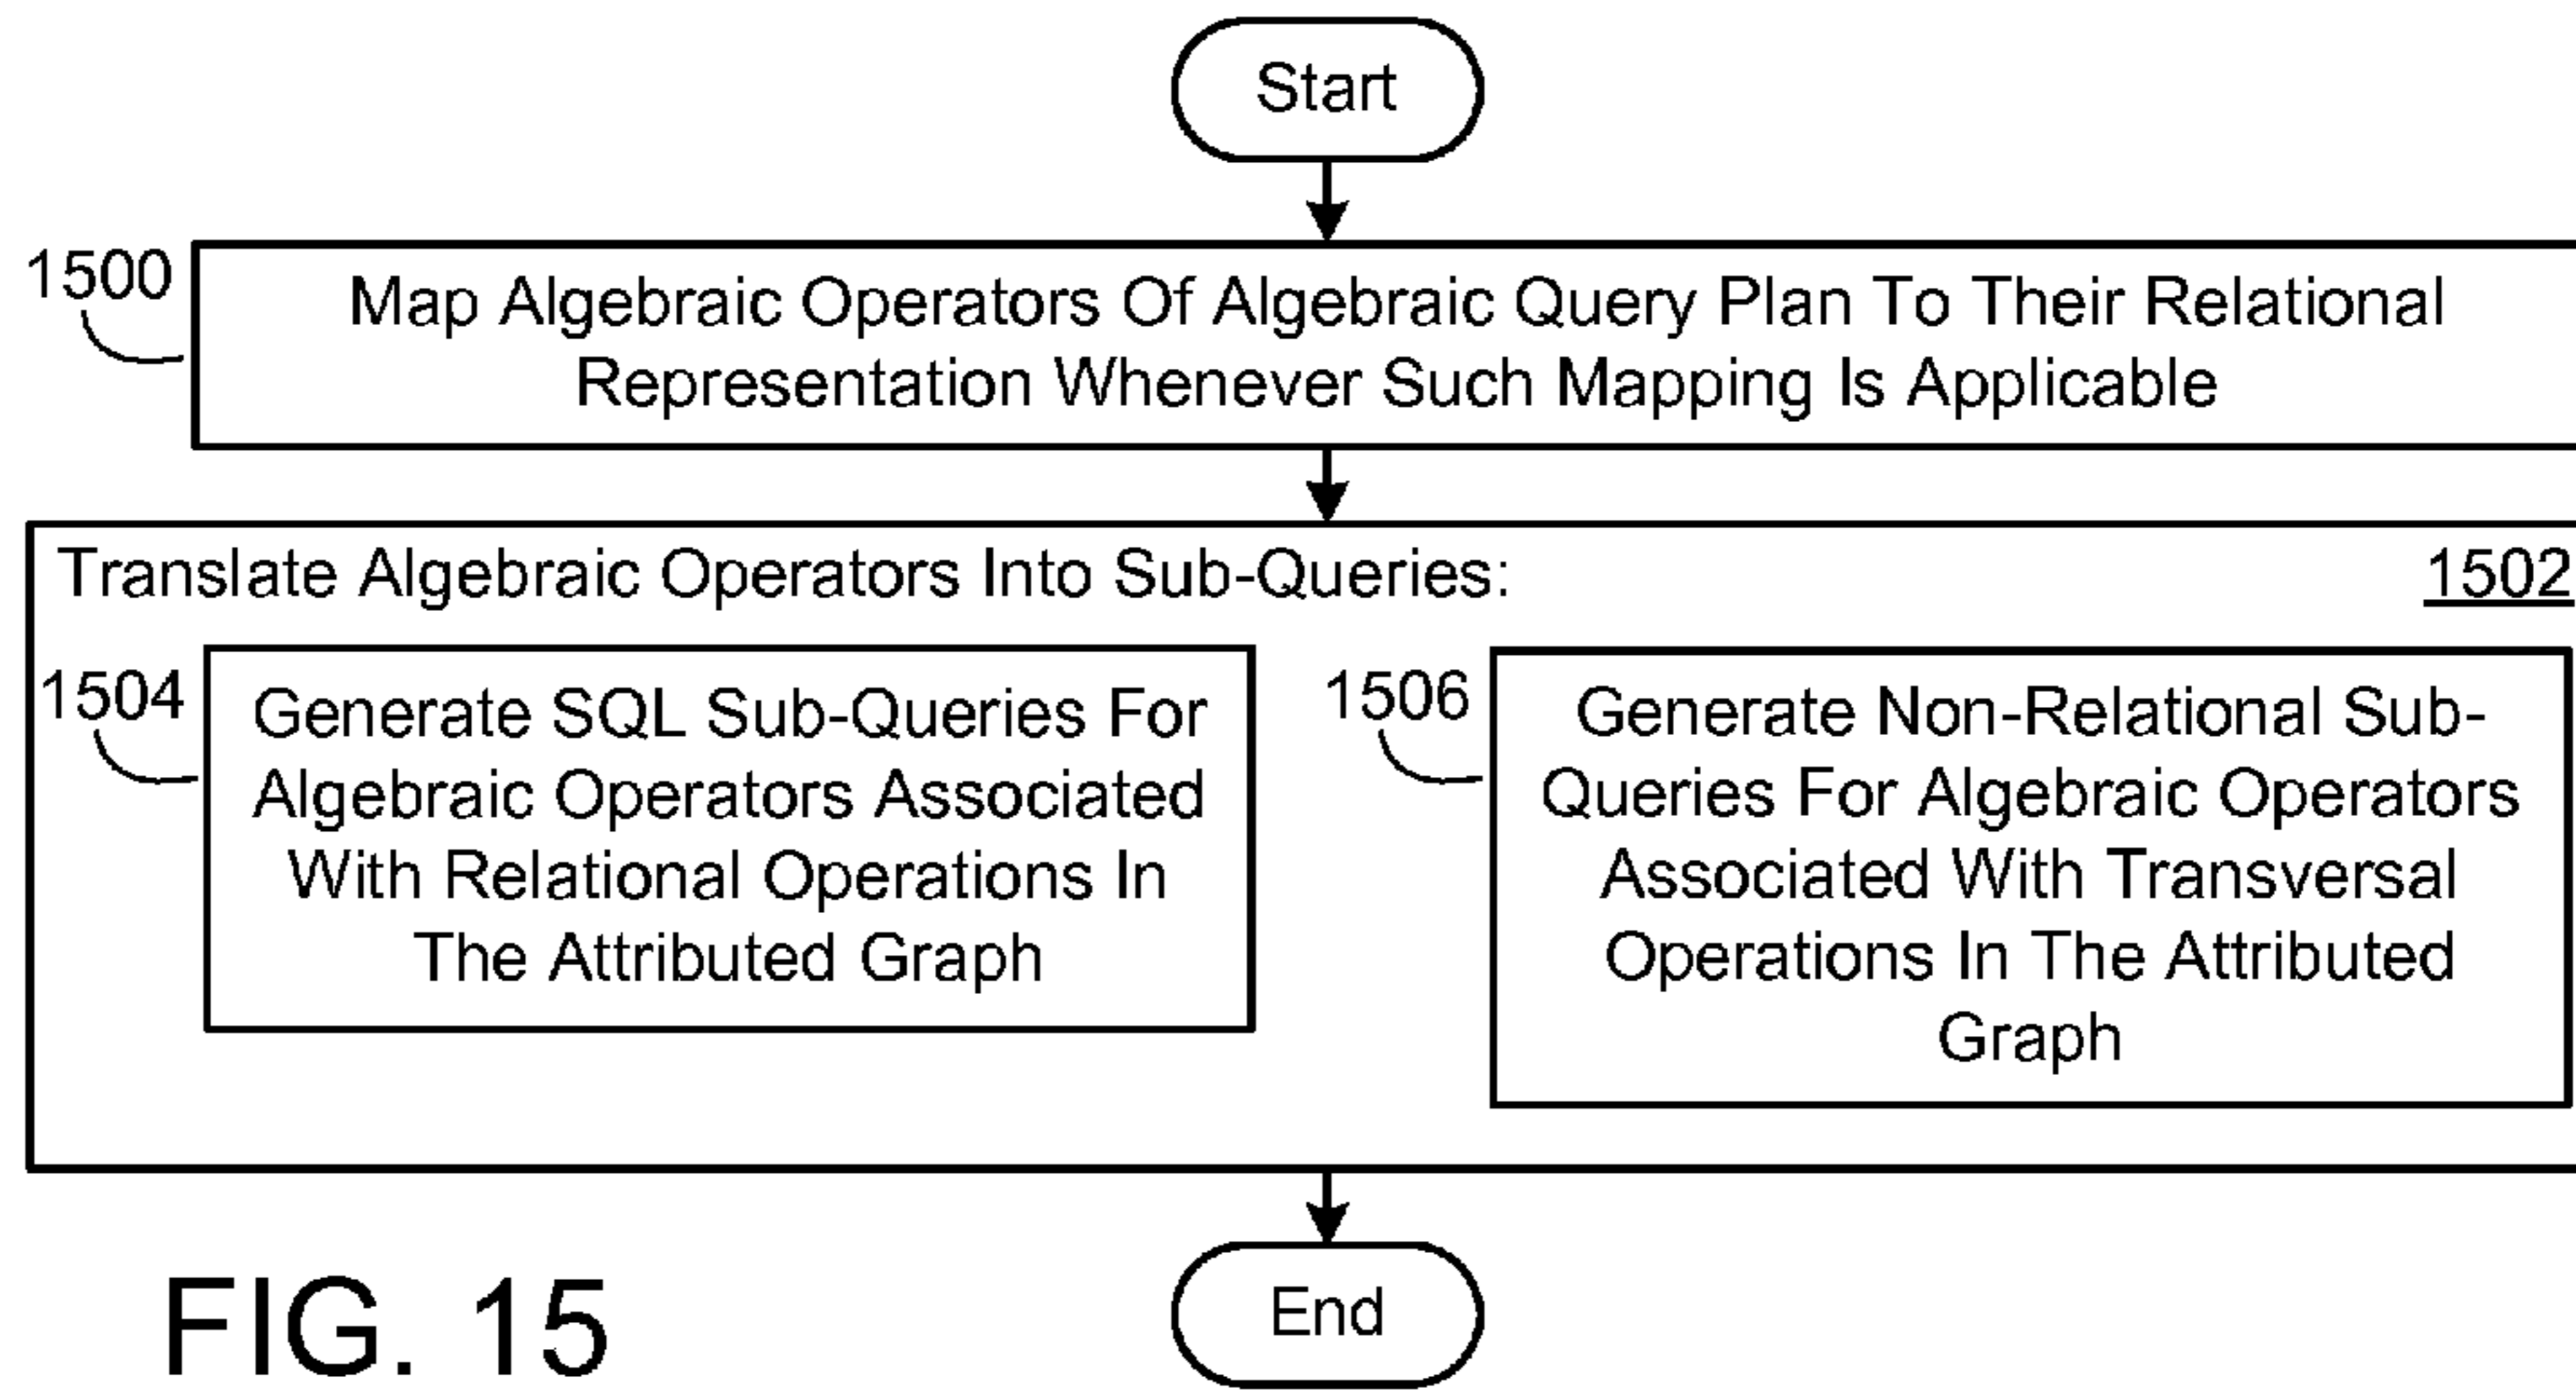 Start
1500
Map Algebraic Operators Of Algebraic Query Plan To Their Relational
Representation Whenever Such Mapping Is Applicable
Translate Algebraic Operators Into Sub-Queries:
1502
1504
Generate SQL Sub-Queries For
Algebraic Operators Associated
With Relational Operations In
The Attributed Graph
1506
Generate Non-Relational Sub-
Queries For Algebraic Operators
Associated With Transversal
Operations In The Attributed
Graph
End
FIG. 15